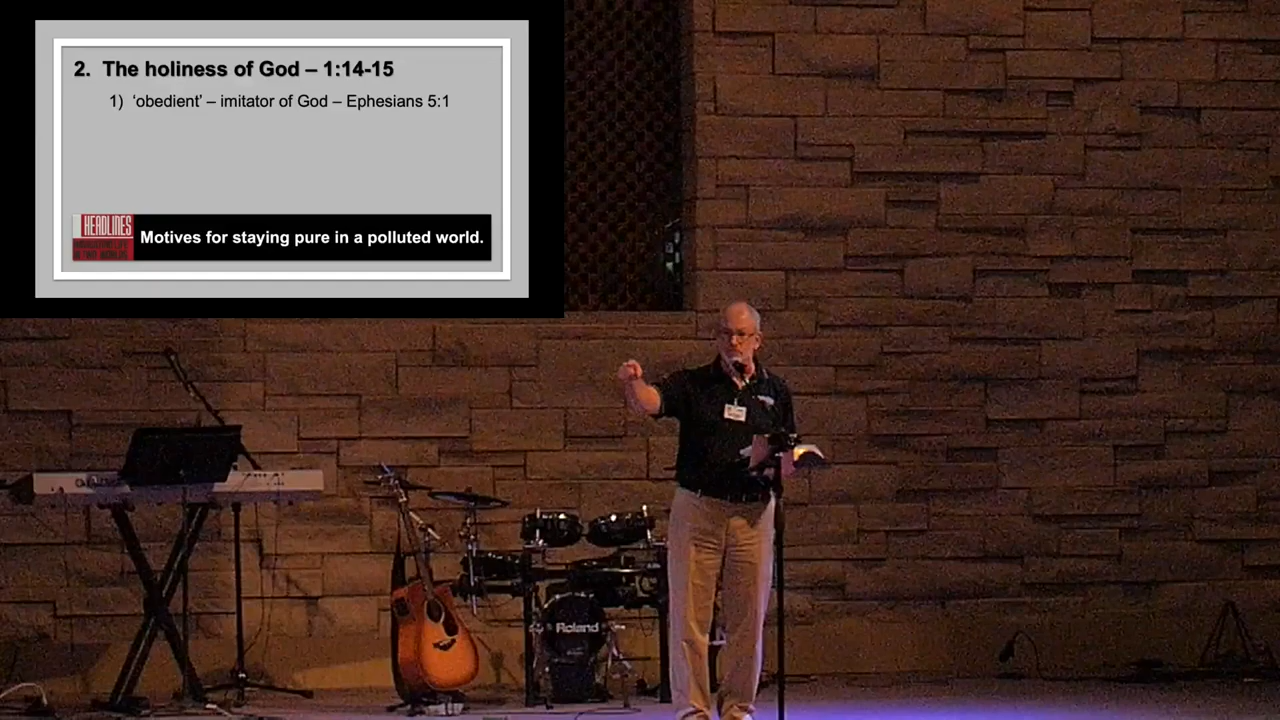 2. The holiness of God – 1:14-15
1) ‘obedient’ – imitator of God – Ephesians 5:1
HEADLINES
Motives for staying pure in a polluted world.
Roland